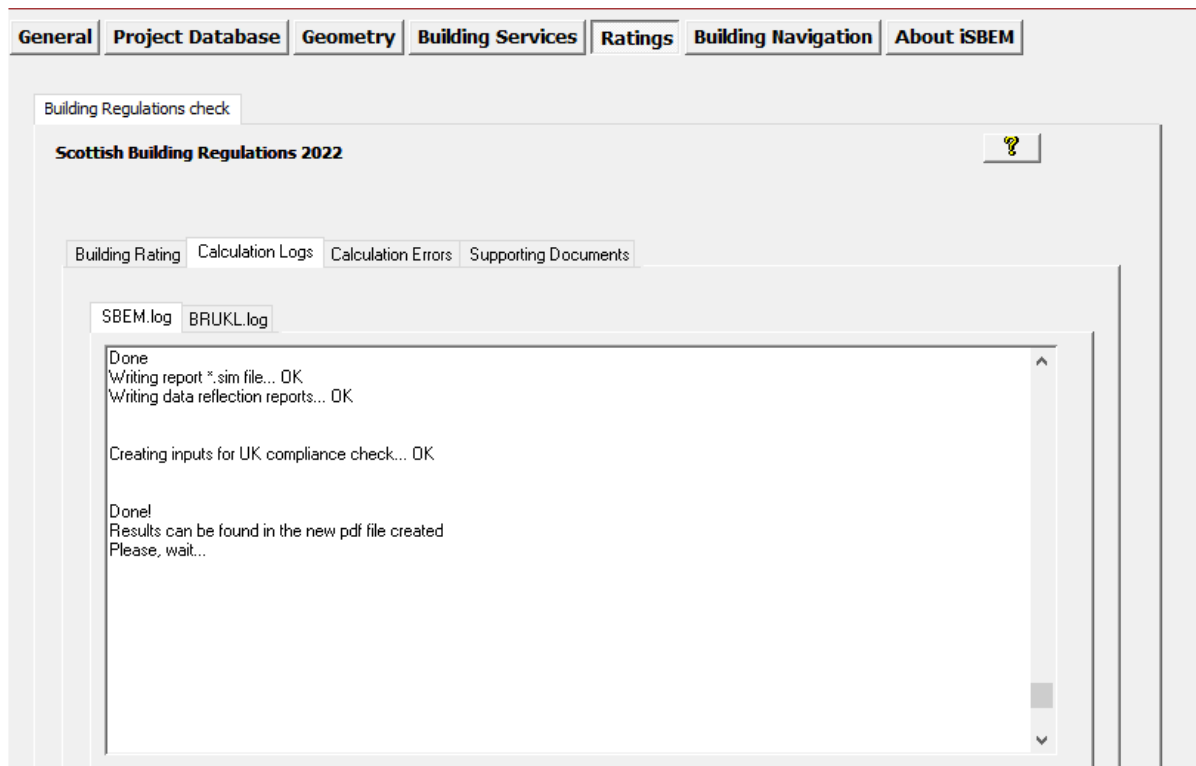 General Project Database Geometry Building Services Ratings Building Navigation About iSBEM
Building Regulations check
Scottish Building Regulations 2022
?
Building Rating Calculation Logs Calculation Errors Supporting Documents
SBEM.log BRUKL.log
Done
Writing report *.sim file... OK
Writing data reflection reports... OK
Creating inputs for UK compliance check... OK
Done!
Results can be found in the new pdf file created
Please, wait...